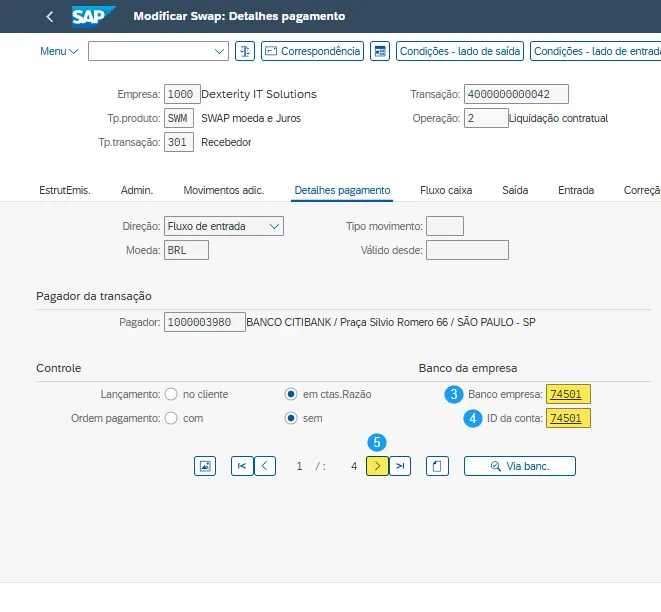 SAP Modificar Swap: Detalhes pagamento
Menu Correspondência Condições - lado de saída Condições - lado de entrada
Empresa: 1000 Dexterity IT Solutions Transação: 4000000000042
Tp.produto: SWM SWAP moeda e Juros Operação: 2 Liquidação contratual
Tp.transação: 301 Recebedor
EstrutEmis. Admin. Movimentos adic. Detalhes pagamento Fluxo caixa Saída Entrada Correçã
Direção: Fluxo de entrada Tipo movimento:
Moeda: BRL Válido desde:
Pagador da transação
Pagador: 1000003980 BANCO CITIBANK / Praça Silvio Romero 66 / SÃO PAULO - SP
Controle Banco da empresa
Lançamento: no cliente em ctas.Razão 3 Banco empresa: 74501
Ordem pagamento: com sem 4 ID da conta: 74501
5
1 / : 4 Via banc.